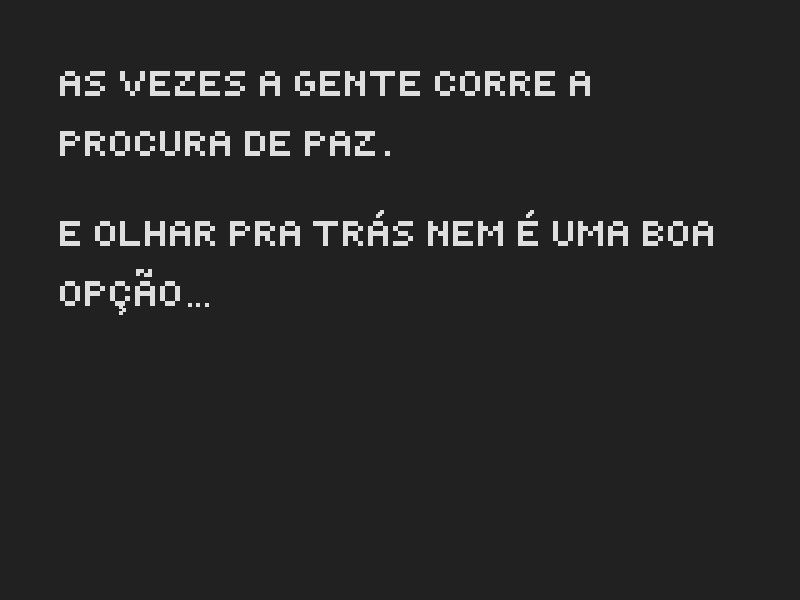 AS VEZES A GENTE CORRE A
PROCURA DE PAZ.
E OLHAR PRA TRÁS NEM É UMA BOA
OPÇÃO...